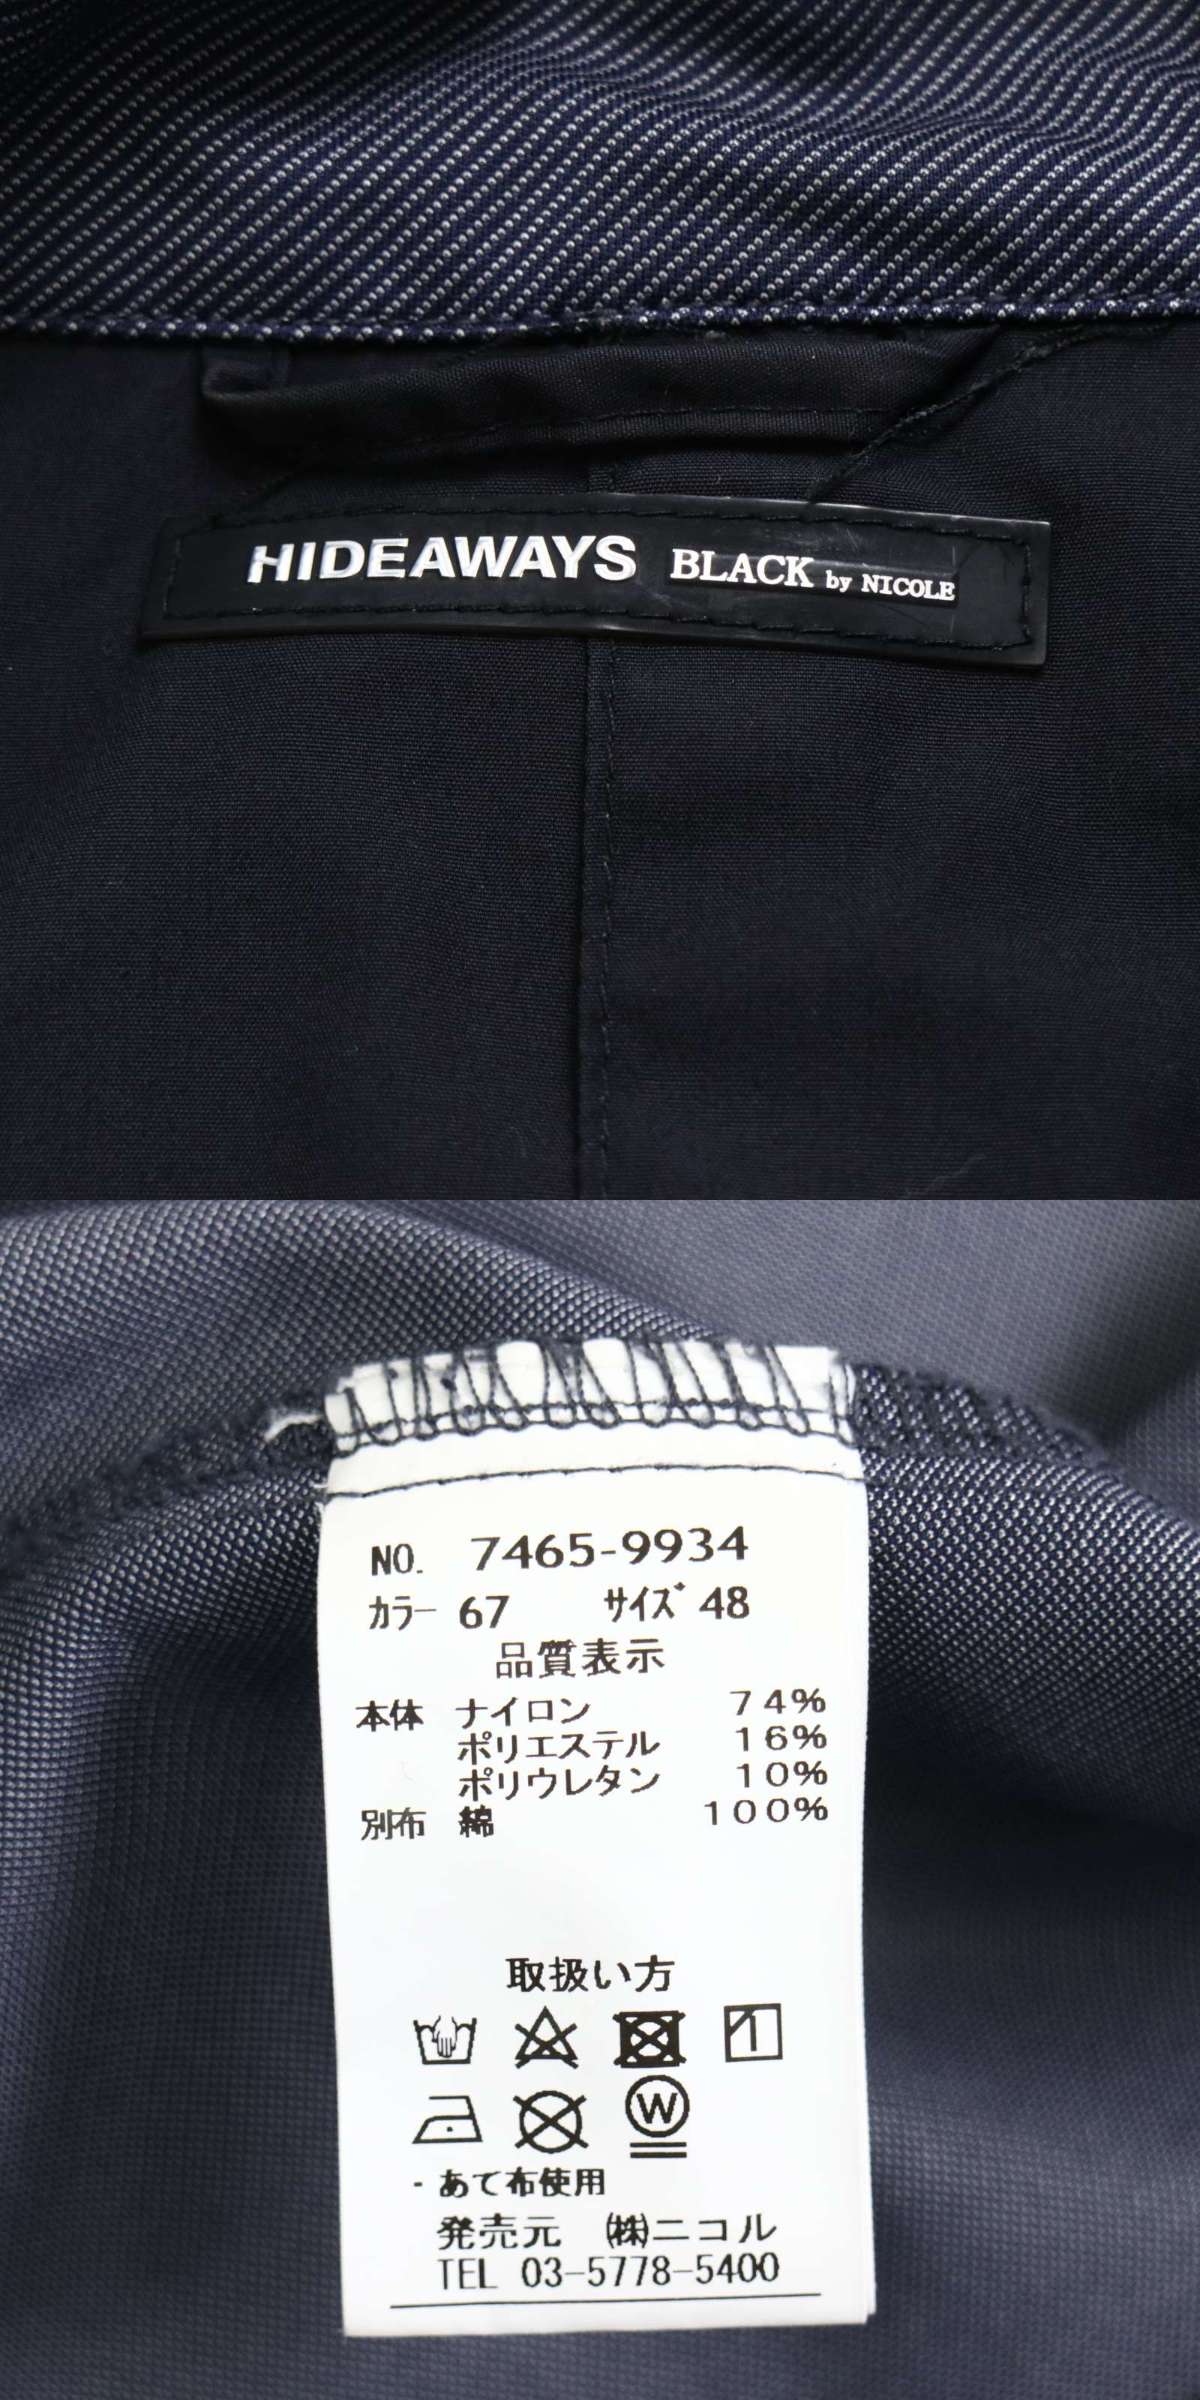 HIDEAWAYS BLACK by NICOLE
NO. 7465-9934
カラー 67 サイズ 48
品質表示
本体 ナイロン 74%
ポリエステル 16%
ポリウレタン 10%
別布 綿 100%
取扱い方
1
W
- あて布使用
発売元 ㈱ニコル
TEL 03-5778-5400